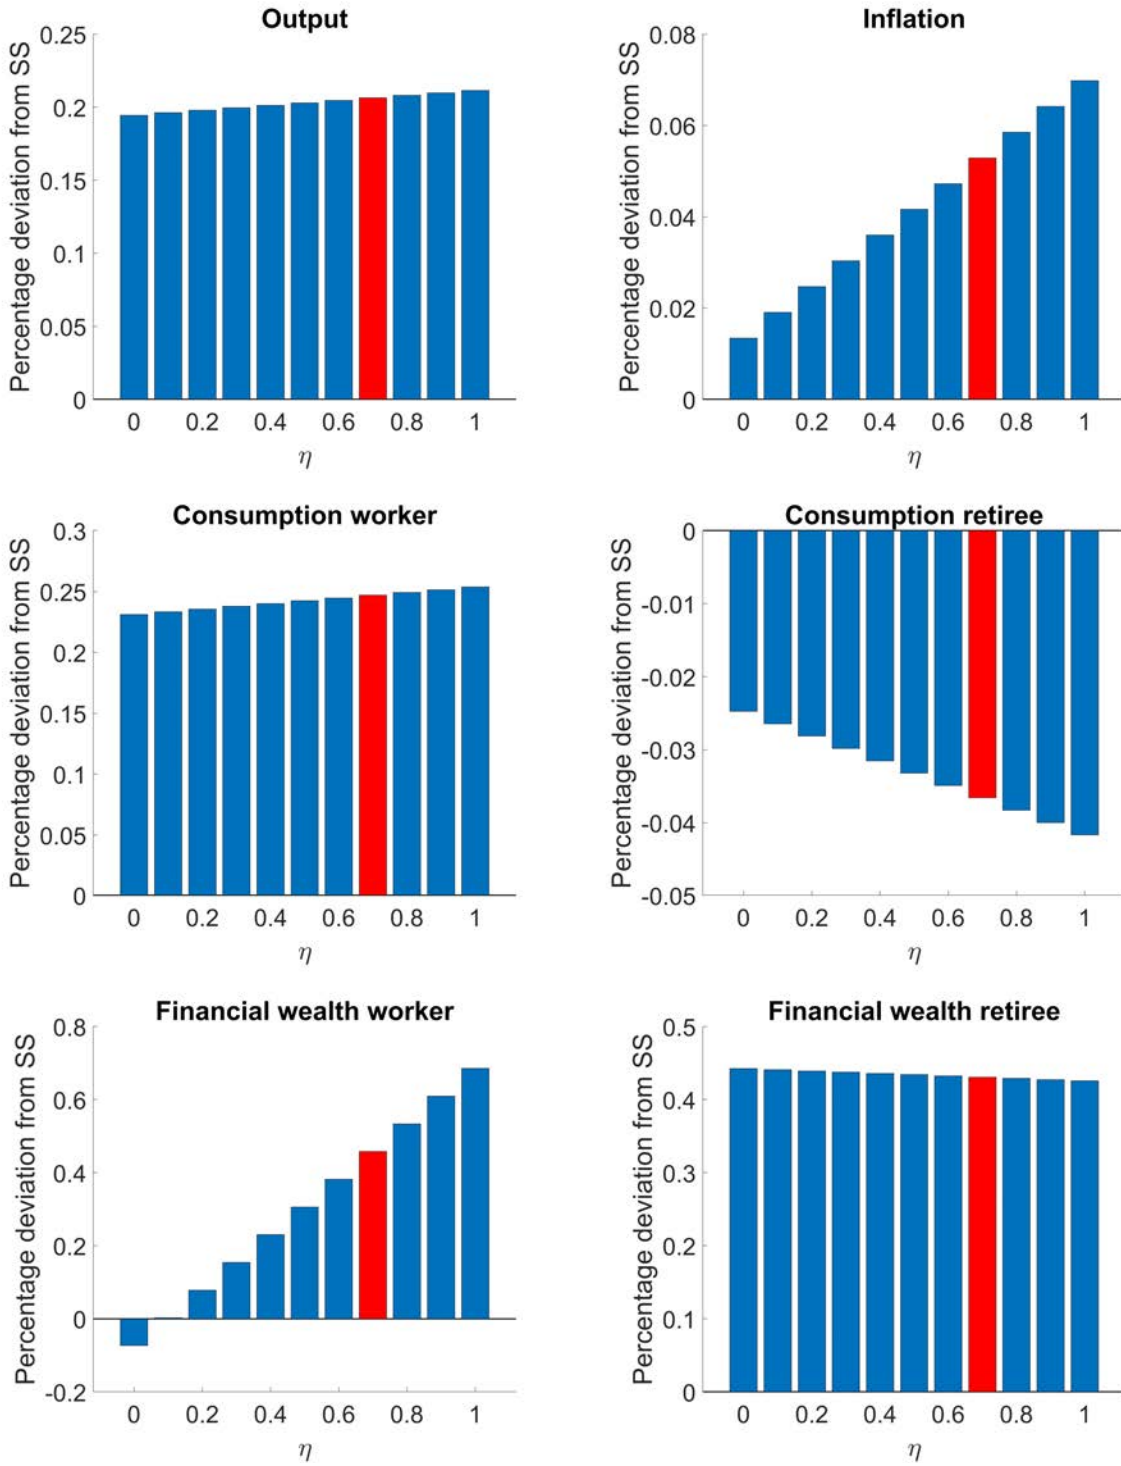 Output
Percentage deviation from SS
0.25
0.2
0.15
0.1
0.05
0
0 0.2 0.4 0.6 0.8 1
η
Inflation
Percentage deviation from SS
0.08
0.06
0.04
0.02
0
0 0.2 0.4 0.6 0.8 1
η
Consumption worker
Percentage deviation from SS
0.3
0.25
0.2
0.15
0.1
0.05
0
0 0.2 0.4 0.6 0.8 1
η
Consumption retiree
Percentage deviation from SS
0
-0.01
-0.02
-0.03
-0.04
-0.05
0 0.2 0.4 0.6 0.8 1
η
Financial wealth worker
Percentage deviation from SS
0.8
0.6
0.4
0.2
0
-0.2
0 0.2 0.4 0.6 0.8 1
η
Financial wealth retiree
Percentage deviation from SS
0.5
0.4
0.3
0.2
0.1
0
0 0.2 0.4 0.6 0.8 1
η